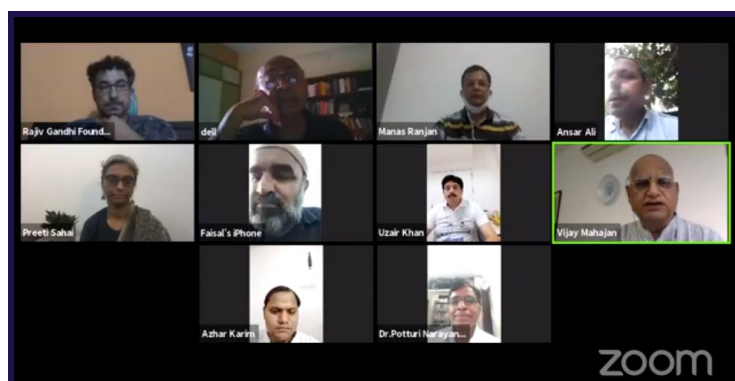 Rajiv Gandhi Found...
dell
Manas Ranjan
Ansar Ali
Preeti Sahai
Faisal's iPhone
Uzair Khan
Vijay Mahajan
Azhar Karim
Dr.Potturi Narayan...
zoom